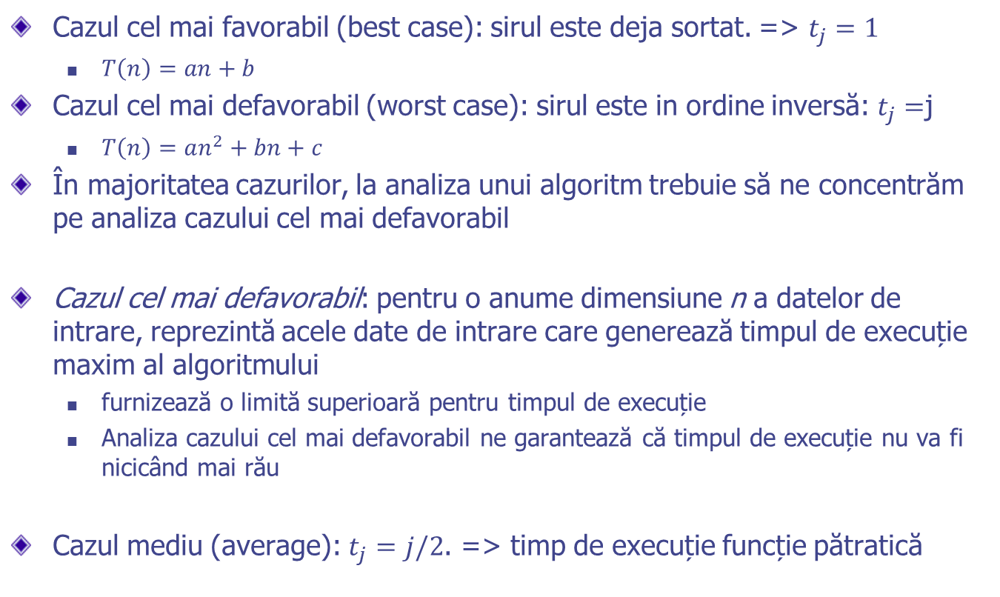 Cazul cel mai favorabil (best case): sirul este deja sortat. => tⱼ = 1
T(n) = an + b
Cazul cel mai defavorabil (worst case): sirul este in ordine inversă: tⱼ =j
T(n) = an² + bn + c
În majoritatea cazurilor, la analiza unui algoritm trebuie să ne concentrăm
pe analiza cazului cel mai defavorabil
Cazul cel mai defavorabil: pentru o anume dimensiune n a datelor de
intrare, reprezintă acele date de intrare care generează timpul de execuție
maxim al algoritmului
furnizează o limită superioară pentru timpul de execuție
Analiza cazului cel mai defavorabil ne garantează că timpul de execuție nu va fi
nicicând mai rău
Cazul mediu (average): tⱼ = j/2. => timp de execuție funcție pătratică